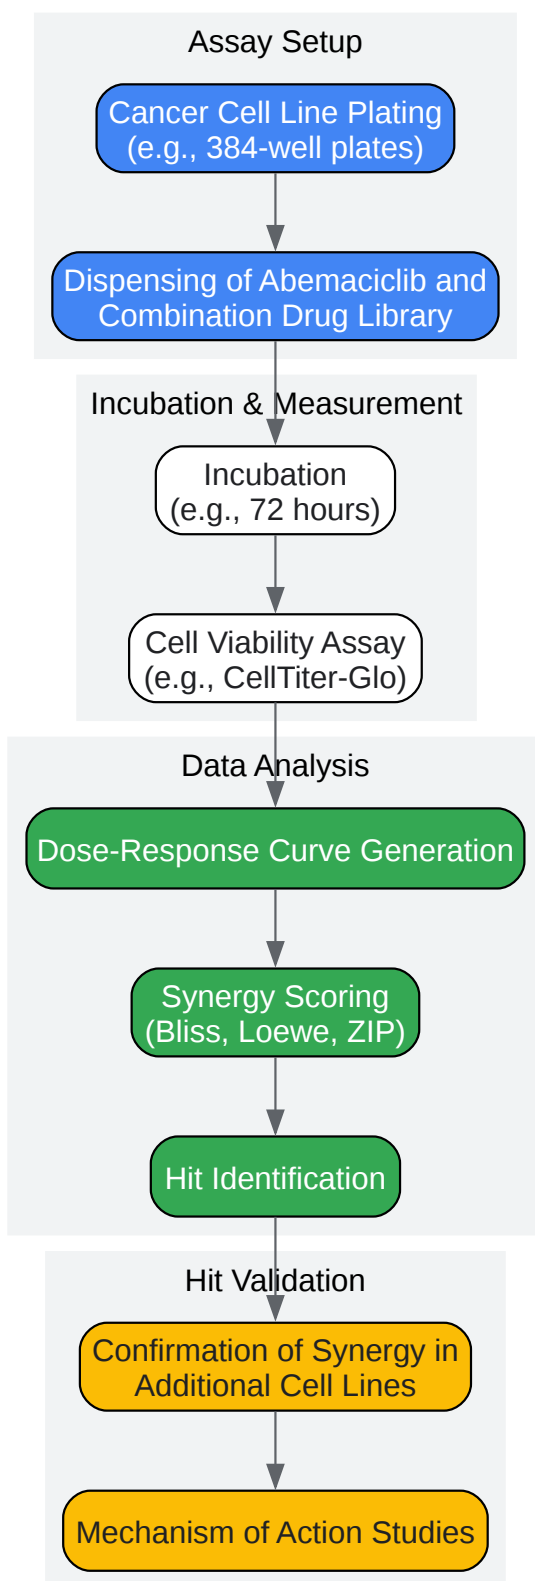 Assay Setup
Cancer Cell Line Plating
(e.g., 384-well plates)
Dispensing of Abemaciclib and
Combination Drug Library
Incubation & Measurement
Incubation
(e.g., 72 hours)
Cell Viability Assay
(e.g., CellTiter-Glo)
Data Analysis
Dose-Response Curve Generation
Synergy Scoring
(Bliss, Loewe, ZIP)
Hit Identification
Hit Validation
Confirmation of Synergy in
Additional Cell Lines
Mechanism of Action Studies